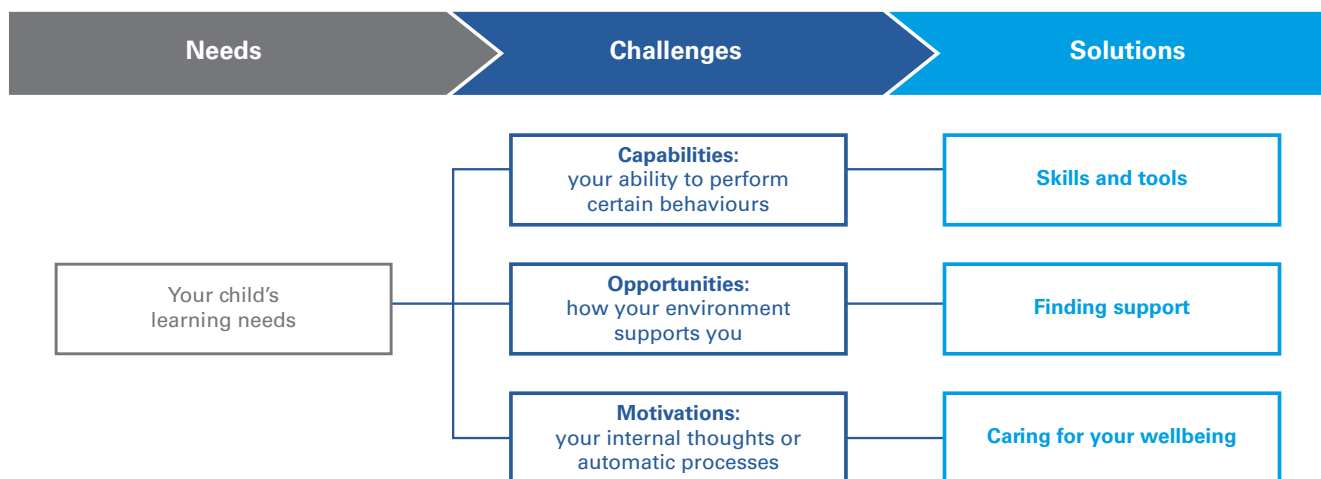 Needs
Challenges
Solutions
Your child’s
learning needs
Capabilities:
your ability to perform
certain behaviours
Skills and tools
Opportunities:
how your environment
supports you
Finding support
Motivations:
your internal thoughts or
automatic processes
Caring for your wellbeing